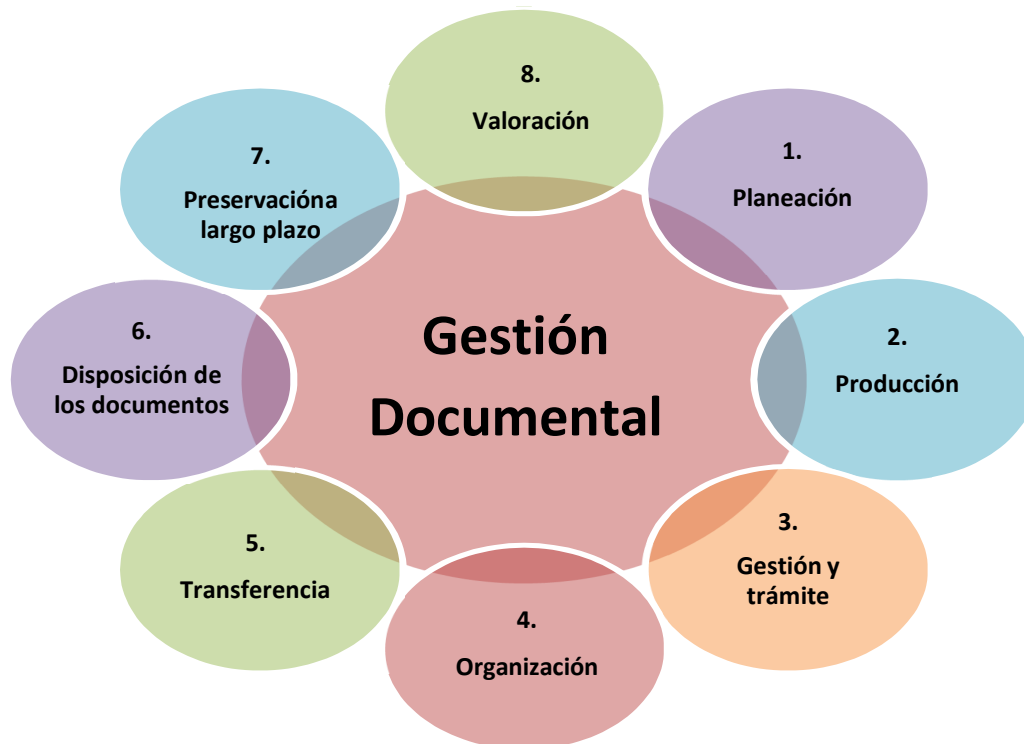 Gestión
Documental
1.
Planeación
2.
Producción
3.
Gestión y
trámite
4.
Organización
5.
Transferencia
6.
Disposición de
los documentos
7.
Preservacióna
largo plazo
8.
Valoración